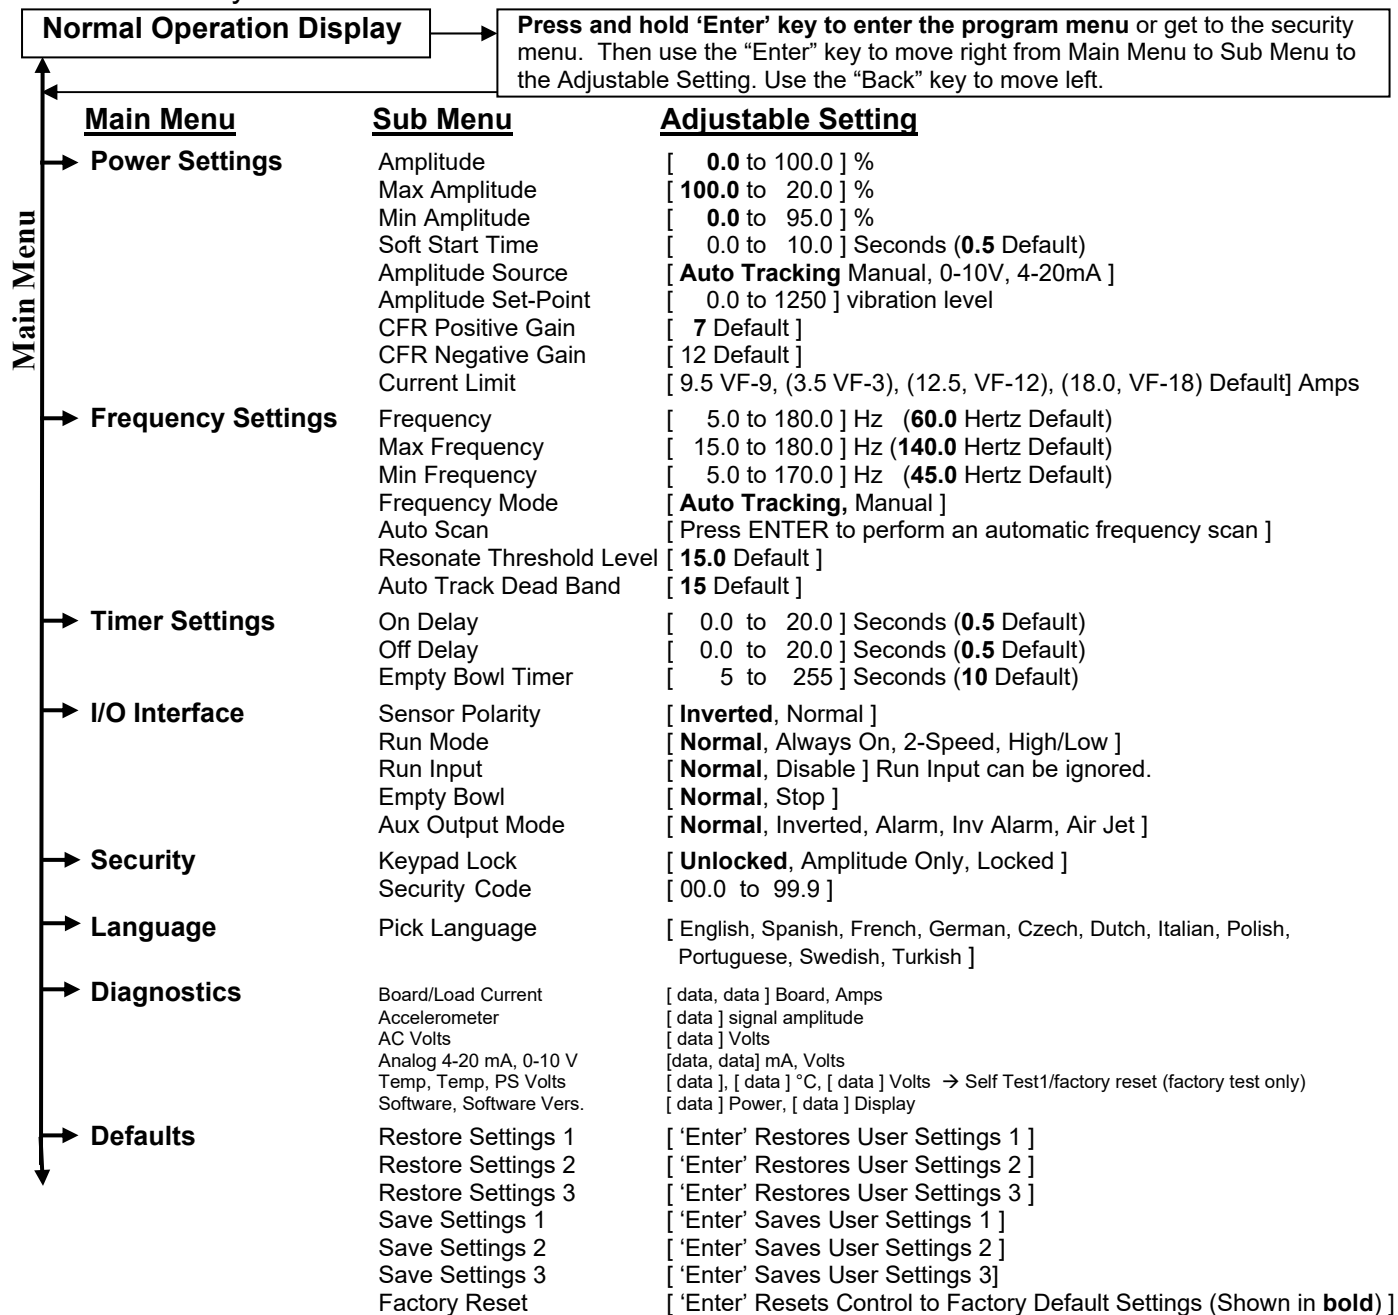 Normal Operation Display
Press and hold ‘Enter’ key to enter the program menu or get to the security
menu. Then use the “Enter” key to move right from Main Menu to Sub Menu to
the Adjustable Setting. Use the “Back” key to move left.
Main Menu Sub Menu Adjustable Setting
Main Menu
Power Settings Amplitude [ 0.0 to 100.0 ] %
Max Amplitude [ 100.0 to 20.0 ] %
Min Amplitude [ 0.0 to 95.0 ] %
Soft Start Time [ 0.0 to 10.0 ] Seconds (0.5 Default)
Amplitude Source [ Auto Tracking Manual, 0-10V, 4-20mA ]
Amplitude Set-Point [ 0.0 to 1250 ] vibration level
CFR Positive Gain [ 7 Default ]
CFR Negative Gain [ 12 Default ]
Current Limit [ 9.5 VF-9, (3.5 VF-3), (12.5, VF-12), (18.0, VF-18) Default] Amps
Frequency Settings Frequency [ 5.0 to 180.0 ] Hz (60.0 Hertz Default)
Max Frequency [ 15.0 to 180.0 ] Hz (140.0 Hertz Default)
Min Frequency [ 5.0 to 170.0 ] Hz (45.0 Hertz Default)
Frequency Mode [ Auto Tracking, Manual ]
Auto Scan [ Press ENTER to perform an automatic frequency scan ]
Resonate Threshold Level [ 15.0 Default ]
Auto Track Dead Band [ 15 Default ]
Timer Settings On Delay [ 0.0 to 20.0 ] Seconds (0.5 Default)
Off Delay [ 0.0 to 20.0 ] Seconds (0.5 Default)
Empty Bowl Timer [ 5 to 255 ] Seconds (10 Default)
I/O Interface Sensor Polarity [ Inverted, Normal ]
Run Mode [ Normal, Always On, 2-Speed, High/Low ]
Run Input [ Normal, Disable ] Run Input can be ignored.
Empty Bowl [ Normal, Stop ]
Aux Output Mode [ Normal, Inverted, Alarm, Inv Alarm, Air Jet ]
Security Keypad Lock [ Unlocked, Amplitude Only, Locked ]
Security Code [ 00.0 to 99.9 ]
Language Pick Language [ English, Spanish, French, German, Czech, Dutch, Italian, Polish,
Portuguese, Swedish, Turkish ]
Diagnostics Board/Load Current [ data, data ] Board, Amps
Accelerometer [ data ] signal amplitude
AC Volts [ data ] Volts
Analog 4-20 mA, 0-10 V [data, data] mA, Volts
Temp, Temp, PS Volts [ data ], [ data ] °C, [ data ] Volts → Self Test1/factory reset (factory test only)
Software, Software Vers. [ data ] Power, [ data ] Display
Defaults Restore Settings 1 [ ‘Enter’ Restores User Settings 1 ]
Restore Settings 2 [ ‘Enter’ Restores User Settings 2 ]
Restore Settings 3 [ ‘Enter’ Restores User Settings 3 ]
Save Settings 1 [ ‘Enter’ Saves User Settings 1 ]
Save Settings 2 [ ‘Enter’ Saves User Settings 2 ]
Save Settings 3 [ ‘Enter’ Saves User Settings 3]
Factory Reset [ ‘Enter’ Resets Control to Factory Default Settings (Shown in bold) ]